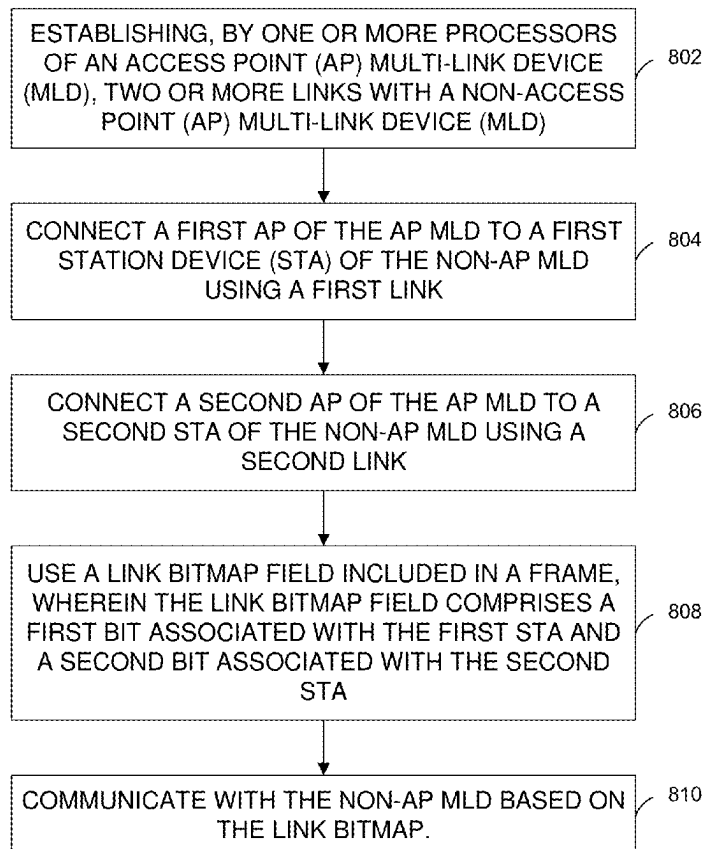 ESTABLISHING, BY ONE OR MORE PROCESSORS
OF AN ACCESS POINT (AP) MULTI-LINK DEVICE
(MLD), TWO OR MORE LINKS WITH A NON-ACCESS
POINT (AP) MULTI-LINK DEVICE (MLD)
802
CONNECT A FIRST AP OF THE AP MLD TO A FIRST
STATION DEVICE (STA) OF THE NON-AP MLD
USING A FIRST LINK
804
CONNECT A SECOND AP OF THE AP MLD TO A
SECOND STA OF THE NON-AP MLD USING A
SECOND LINK
806
USE A LINK BITMAP FIELD INCLUDED IN A FRAME,
WHEREIN THE LINK BITMAP FIELD COMPRISES A
FIRST BIT ASSOCIATED WITH THE FIRST STA AND
A SECOND BIT ASSOCIATED WITH THE SECOND
STA
808
COMMUNICATE WITH THE NON-AP MLD BASED ON
THE LINK BITMAP.
810